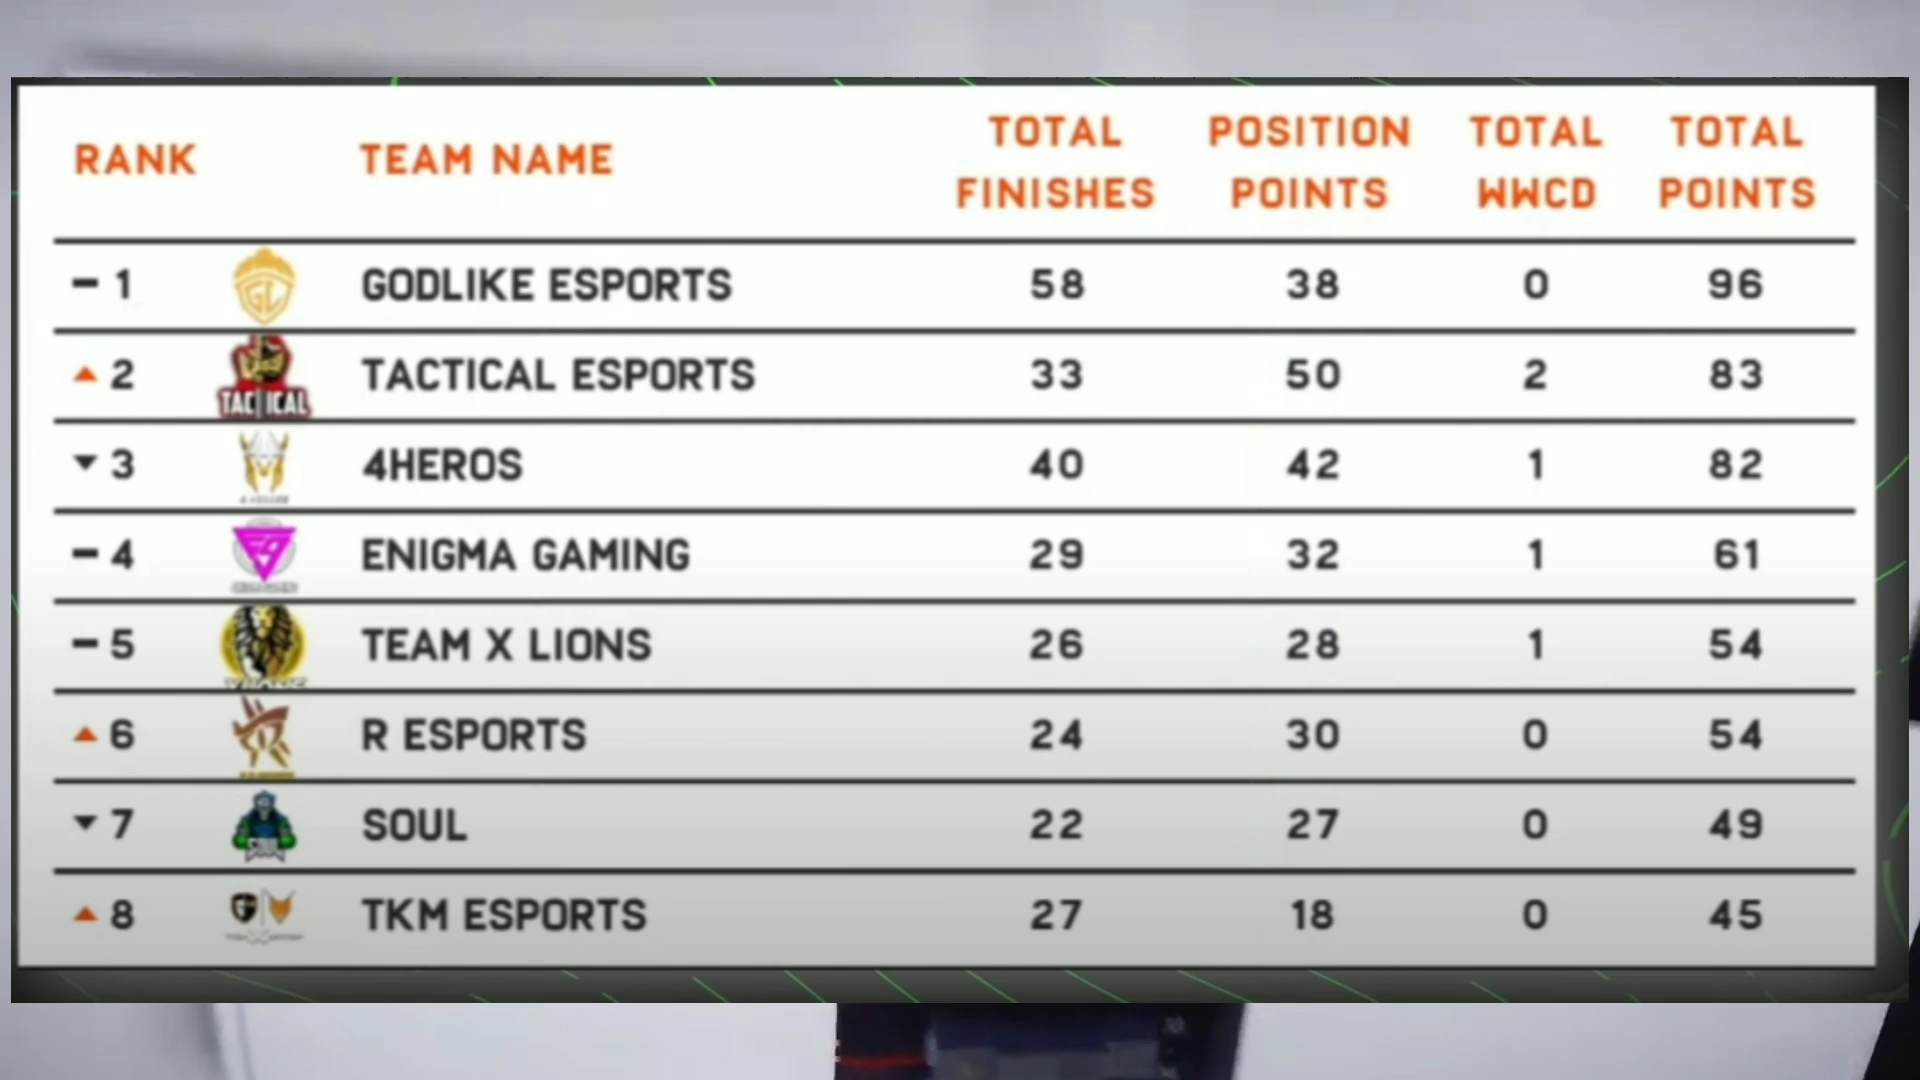 RANK TEAM NAME TOTAL FINISHES POSITION POINTS TOTAL WWCD TOTAL POINTS
1 GODLIKE ESPORTS 58 38 0 96
2 TACTICAL TACTICAL ESPORTS 33 50 2 83
3 4HEROS 40 42 1 82
4 ENIGMA GAMING 29 32 1 61
5 TEAM X LIONS 26 28 1 54
6 R ESPORTS 24 30 0 54
7 SOUL 22 27 0 49
8 TKM ESPORTS 27 18 0 45